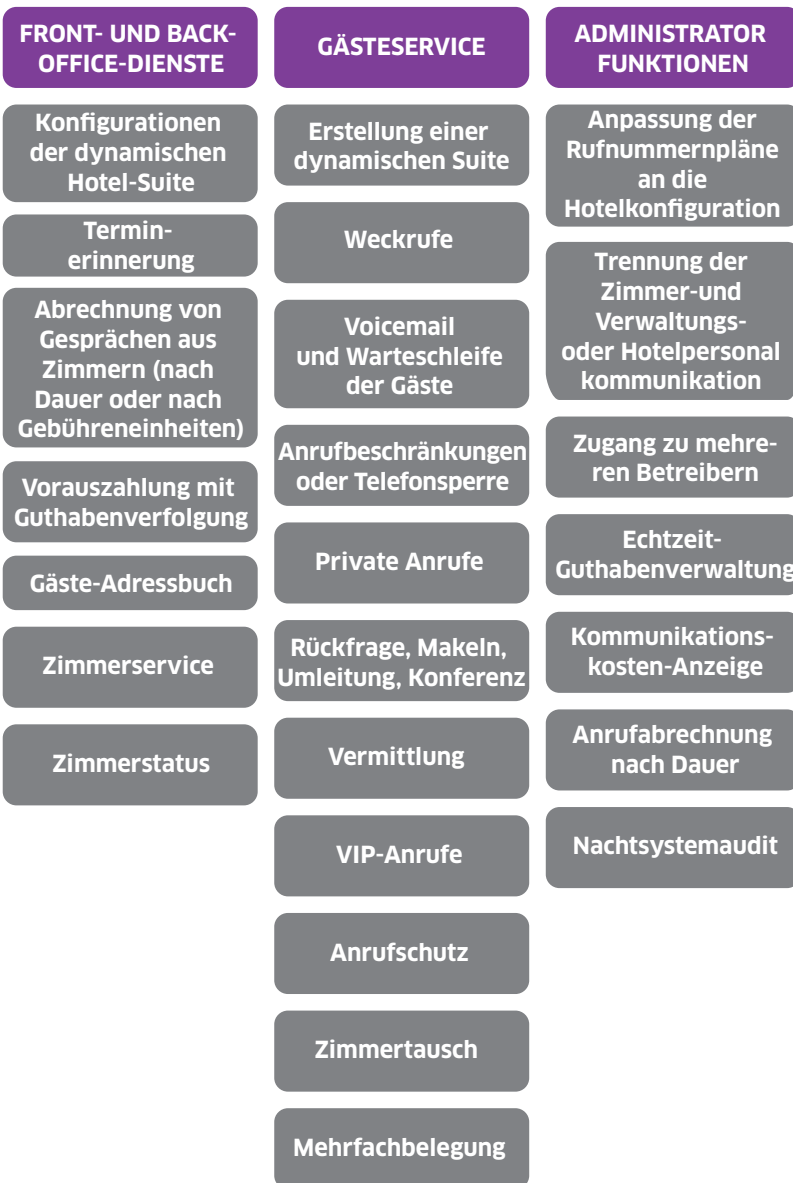 FRONT- UND BACK-
OFFICE-DIENSTE
Konfigurationen
der dynamischen
Hotel-Suite
Termin-
erinnerung
Abrechnung von
Gesprächen aus
Zimmern (nach
Dauer oder nach
Gebühreneinheiten)
Vorauszahlung mit
Guthabenverfolgung
Gäste-Adressbuch
Zimmerservice
Zimmerstatus
GÄSTESERVICE
Erstellung einer
dynamischen Suite
Weckrufe
Voicemail
und Warteschleife
der Gäste
Anrufbeschränkungen
oder Telefonsperre
Private Anrufe
Rückfrage, Makeln,
Umleitung, Konferenz
Vermittlung
VIP-Anrufe
Anrufschutz
Zimmertausch
Mehrfachbelegung
ADMINISTRATOR
FUNKTIONEN
Anpassung der
Rufnummernpläne
an die
Hotelkonfiguration
Trennung der
Zimmer-und
Verwaltungs-
oder Hotelpersonal
kommunikation
Zugang zu mehre-
ren Betreibern
Echtzeit-
Guthabenverwaltung
Kommunikations-
kosten-Anzeige
Anrufabrechnung
nach Dauer
Nachtsystemaudit